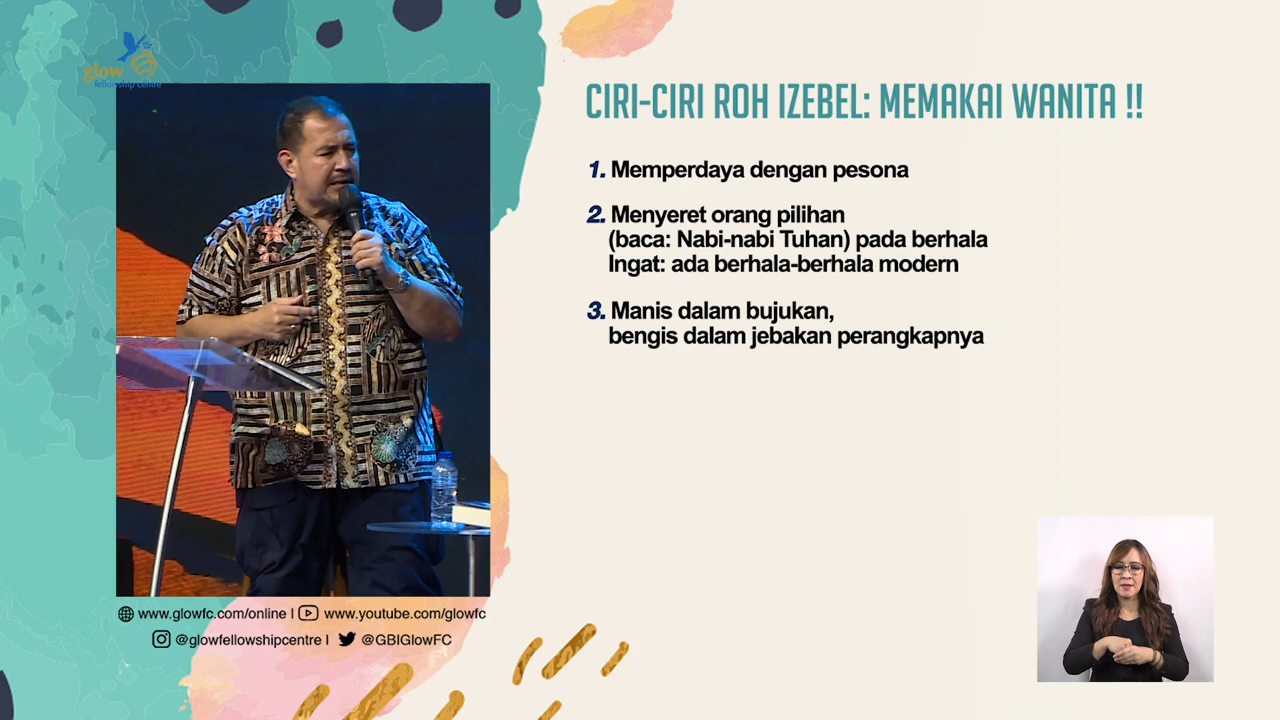 glow
fellowship centre
CIRI-CIRI ROH IZEBEL: MEMAKAI WANITA !!
1. Memperdaya dengan pesona
2. Menyeret orang pilihan
(baca: Nabi-nabi Tuhan) pada berhala
Ingat: ada berhala-berhala modern
3. Manis dalam bujukan,
bengis dalam jebakan perangkapnya
www.glowfc.com/online I www.youtube.com/glowfc
@glowfellowshipcentre I @GBIGlowFC